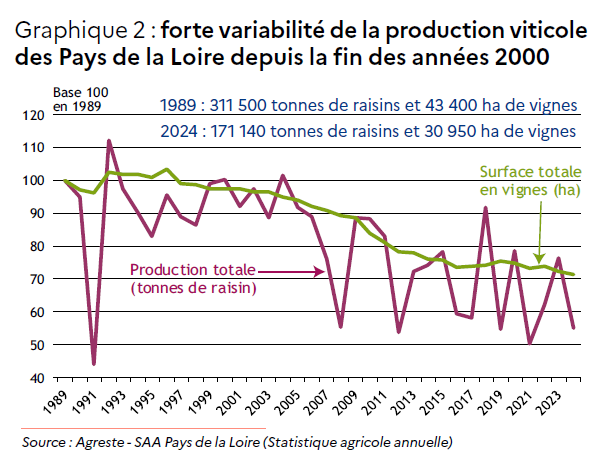 Graphique 2 : forte variabilité de la production viticole
des Pays de la Loire depuis la fin des années 2000
Base 100
en 1989
1989 : 311 500 tonnes de raisins et 43 400 ha de vignes
2024 : 171 140 tonnes de raisins et 30 950 ha de vignes
120
110
100
90
80
70
60
50
40
Surface totale
en vignes (ha)
Production totale
(tonnes de raisin)
1989
1991
1993
1995
1997
1999
2001
2003
2005
2007
2009
2011
2013
2015
2017
2019
2021
2023
Source : Agreste - SAA Pays de la Loire (Statistique agricole annuelle)